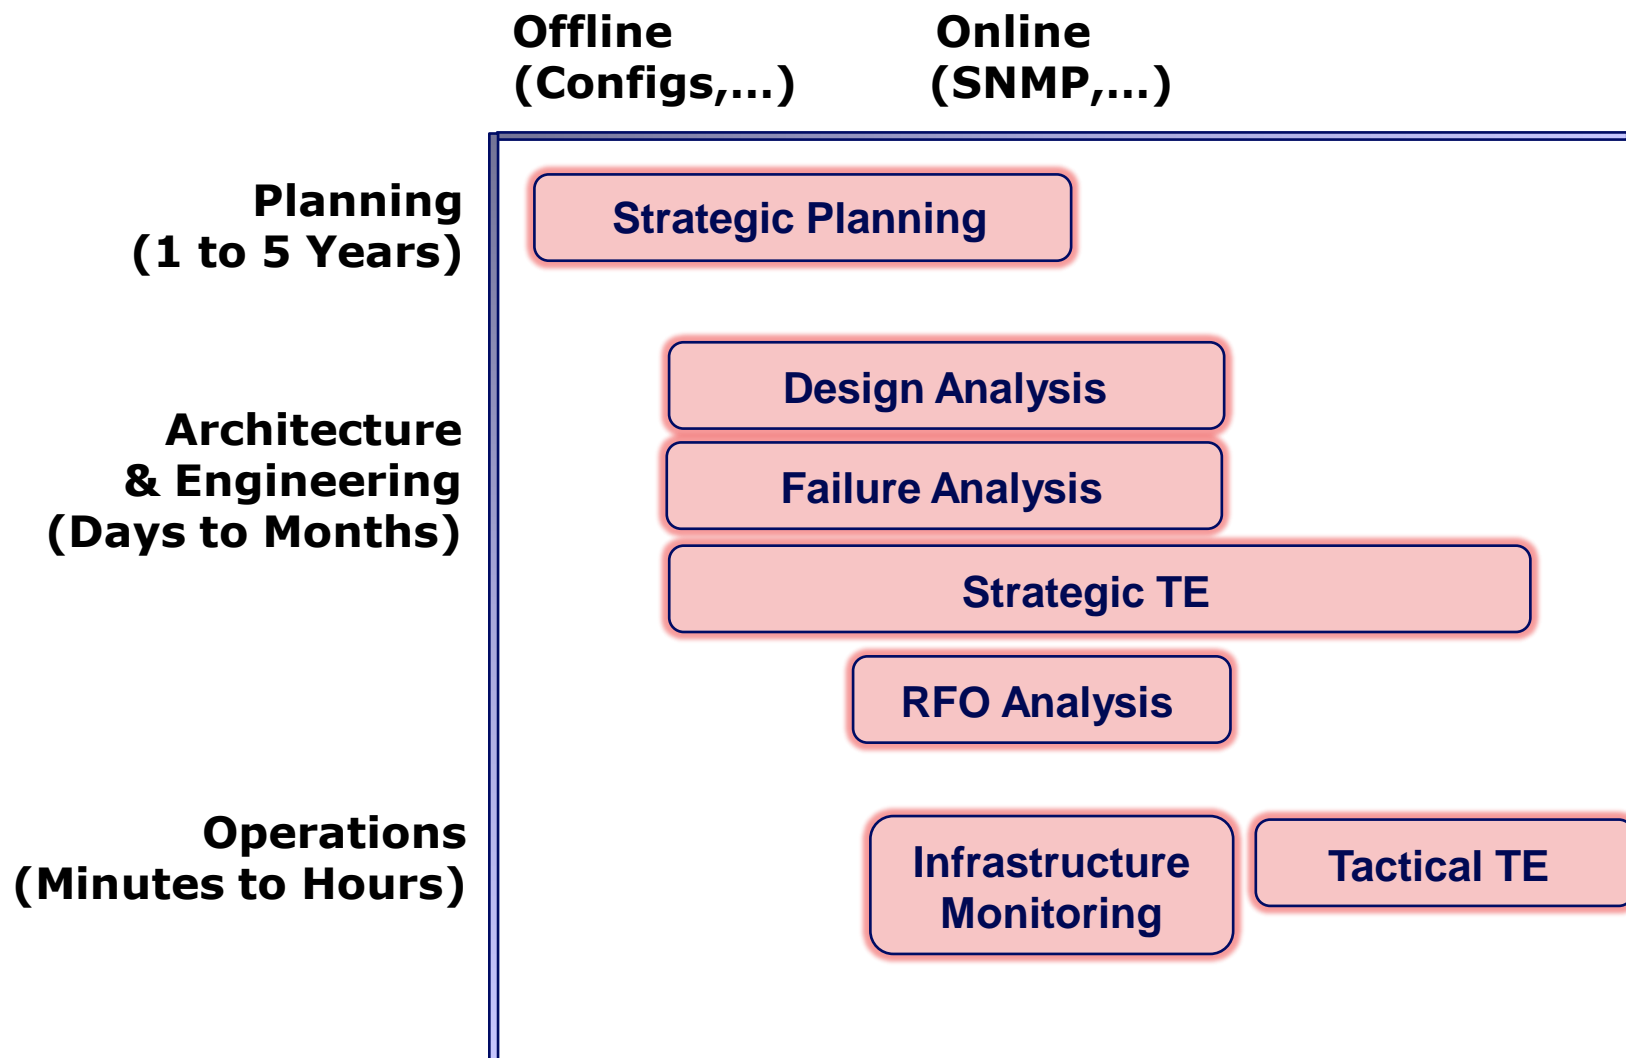 Offline
(Configs,...)
Online
(SNMP,...)
Planning
(1 to 5 Years)
Strategic Planning
Architecture
& Engineering
(Days to Months)
Design Analysis
Failure Analysis
Strategic TE
RFO Analysis
Operations
(Minutes to Hours)
Infrastructure
Monitoring
Tactical TE